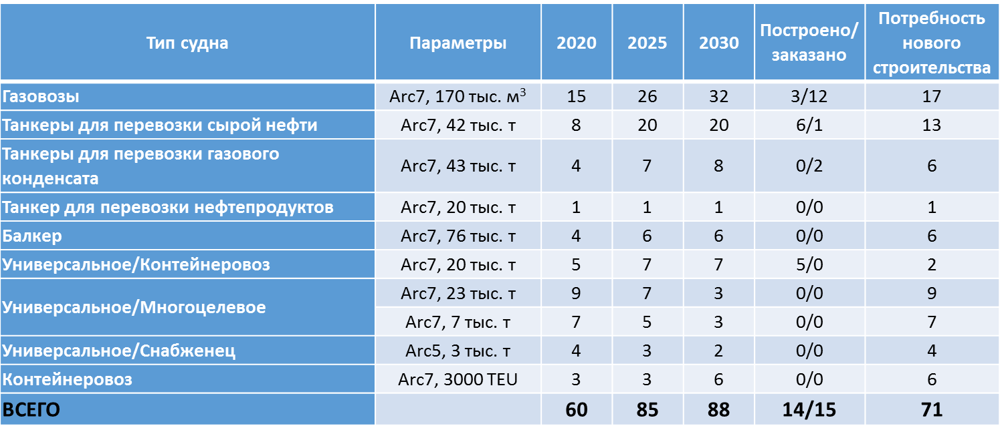 Тип судна Параметры 2020 2025 2030 Построено/ заказано Потребность нового строительства
Газовозы Arc7, 170 тыс. м³ 15 26 32 3/12 17
Танкеры для перевозки сырой нефти Arc7, 42 тыс. т 8 20 20 6/1 13
Танкеры для перевозки газового
конденсата Arc7, 43 тыс. т 4 7 8 0/2 6
Танкер для перевозки нефтепродуктов Arc7, 20 тыс. т 1 1 1 0/0 1
Балкер Arc7, 76 тыс. т 4 6 6 0/0 6
Универсальное/Контейнеровоз Arc7, 20 тыс. т 5 7 7 5/0 2
Универсальное/Многоцелевое Arc7, 23 тыс. т 9 7 3 0/0 9
Arc7, 7 тыс. т 7 5 3 0/0 7
Универсальное/Снабженец Arc5, 3 тыс. т 4 3 2 0/0 4
Контейнеровоз Arc7, 3000 TEU 3 3 6 0/0 6
ВСЕГО 60 85 88 14/15 71